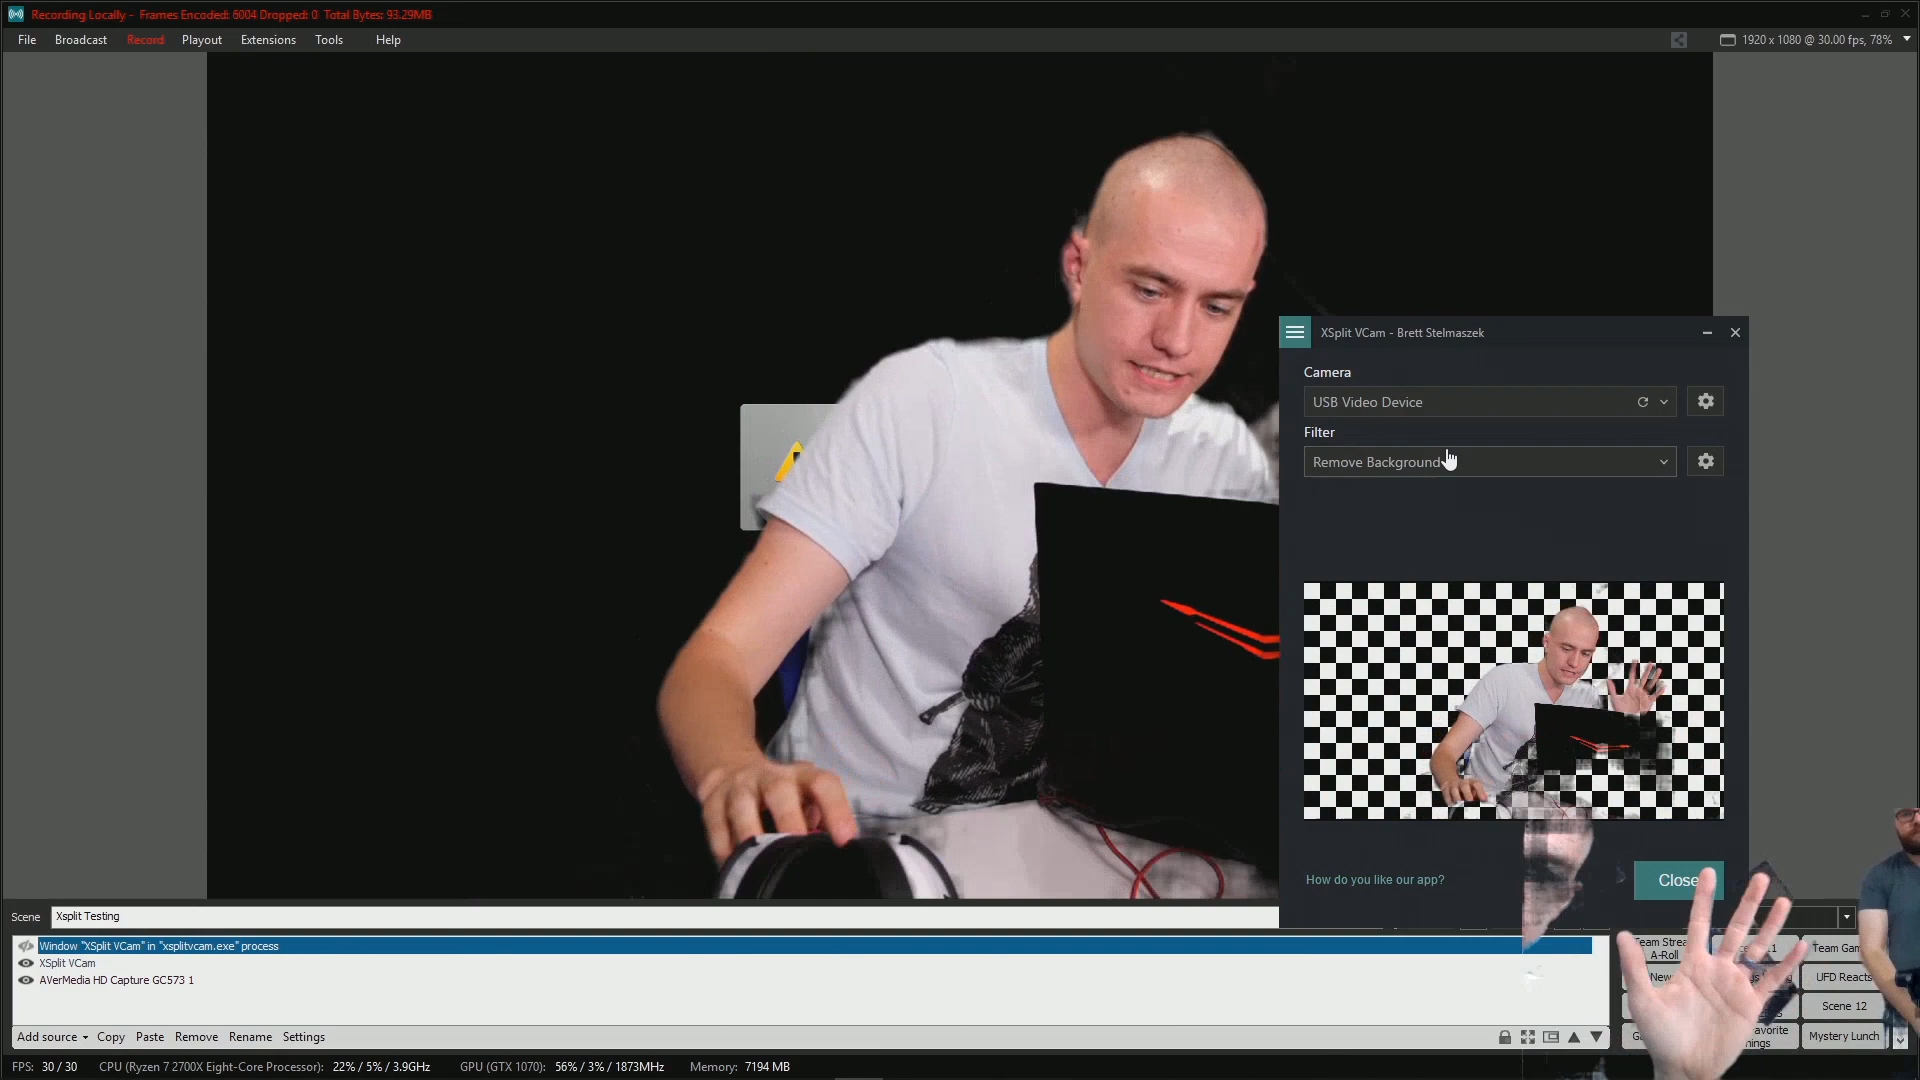 Recording Locally - Frames Encoded: 6004 Dropped: 0 Total Bytes: 93.29MB
File Broadcast Record Playout Extensions Tools Help
1920 x 1080 @ 30.00 fps, 78%
XSplit VCam - Brett Stelmaszek
Camera
USB Video Device
Filter
Remove Background
How do you like our app?
Close
Scene Xsplit Testing
Window "XSplit VCam" in "xsplitvcam.exe" process
XSplit VCam
AVerMedia HD Capture GC573 1
A-Roll
Team Gam
New
UFD Reacts
Scene 12
Mystery Lunch
Add source Copy Paste Remove Rename Settings
FPS: 30 / 30 CPU (Ryzen 7 2700X Eight-Core Processor): 22% / 5% / 3.9GHz GPU (GTX 1070): 56% / 3% / 1873MHz Memory: 7194 MB